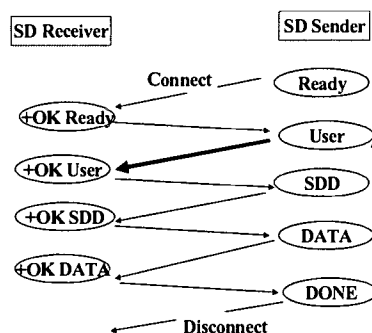 SD Receiver
SD Sender
Connect
Ready
+OK Ready
User
+OK User
SDD
+OK SDD
DATA
+OK DATA
DONE
Disconnect